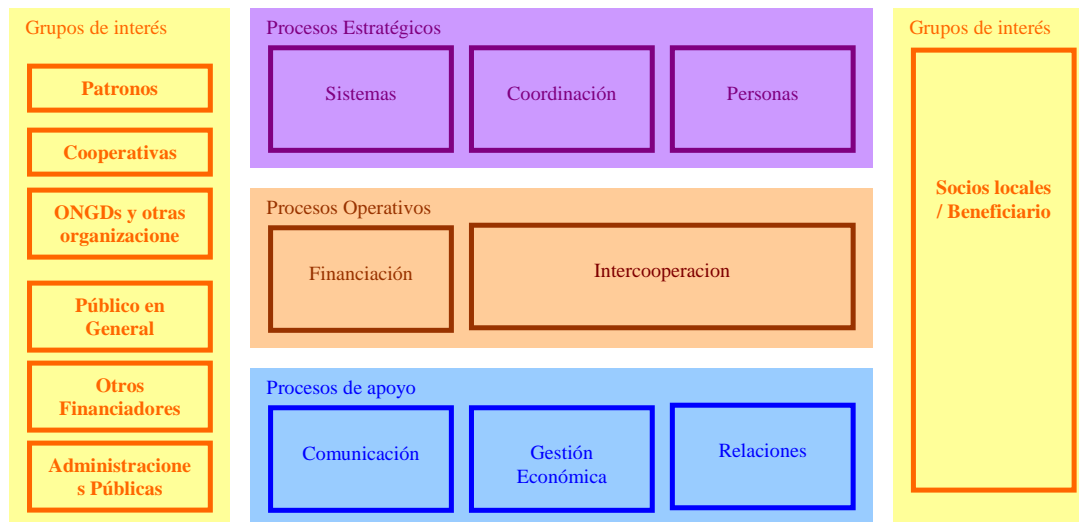 Grupos de interés
Patronos
Cooperativas
ONGDs y otras
organizacione
Público en
General
Otros
Financiadores
Administracione
s Públicas
Procesos Estratégicos
Sistemas
Coordinación
Personas
Procesos Operativos
Financiación
Intercooperacion
Procesos de apoyo
Comunicación
Gestión
Económica
Relaciones
Grupos de interés
Socios locales
/ Beneficiario